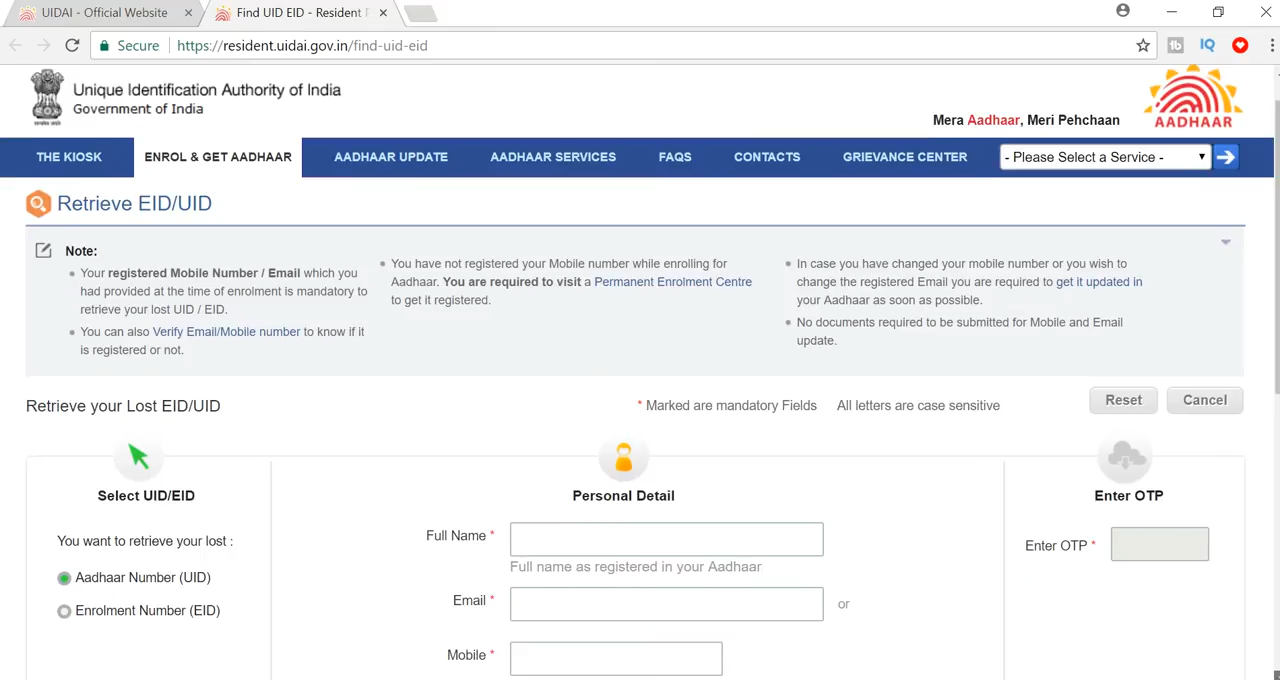 UIDAI - Official Website
Find UID EID - Resident
Secure
https://resident.uidai.gov.in/find-uid-eid
Unique Identification Authority of India
Government of India
Mera Aadhaar, Meri Pehchaan
AADHAAR
THE KIOSK
ENROL & GET AADHAAR
AADHAAR UPDATE
AADHAAR SERVICES
FAQS
CONTACTS
GRIEVANCE CENTER
- Please Select a Service -
Retrieve EID/UID
Note:
Your registered Mobile Number / Email which you
had provided at the time of enrolment is mandatory to
retrieve your lost UID / EID.
You can also Verify Email/Mobile number to know if it
is registered or not.
You have not registered your Mobile number while enrolling for
Aadhaar. You are required to visit a Permanent Enrolment Centre
to get it registered.
In case you have changed your mobile number or you wish to
change the registered Email you are required to get it updated in
your Aadhaar as soon as possible.
No documents required to be submitted for Mobile and Email
update.
Retrieve your Lost EID/UID
* Marked are mandatory Fields
All letters are case sensitive
Reset
Cancel
Select UID/EID
You want to retrieve your lost :
Aadhaar Number (UID)
Enrolment Number (EID)
Personal Detail
Full Name *
Full name as registered in your Aadhaar
Email *
or
Mobile *
Enter OTP
Enter OTP *